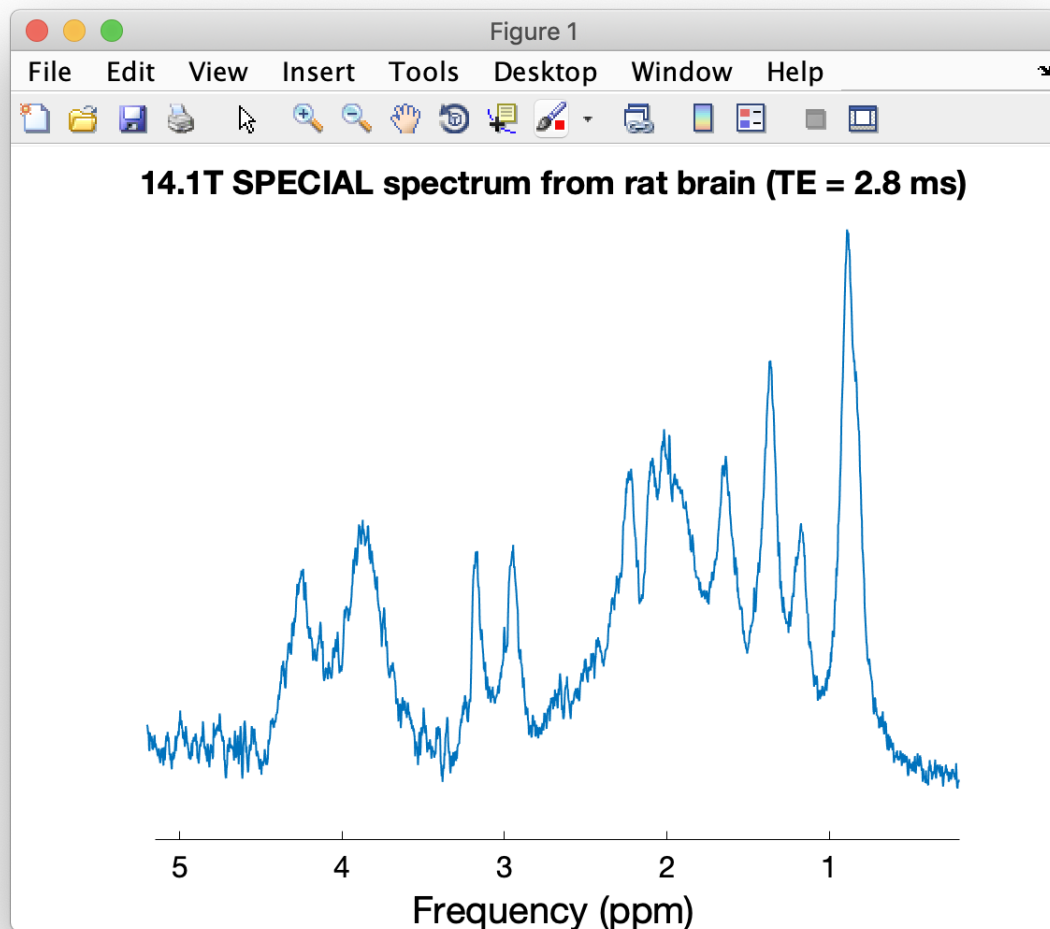 Figure 1
File Edit View Insert Tools Desktop Window Help
14.1T SPECIAL spectrum from rat brain (TE = 2.8 ms)
5 4 3 2 1
Frequency (ppm)